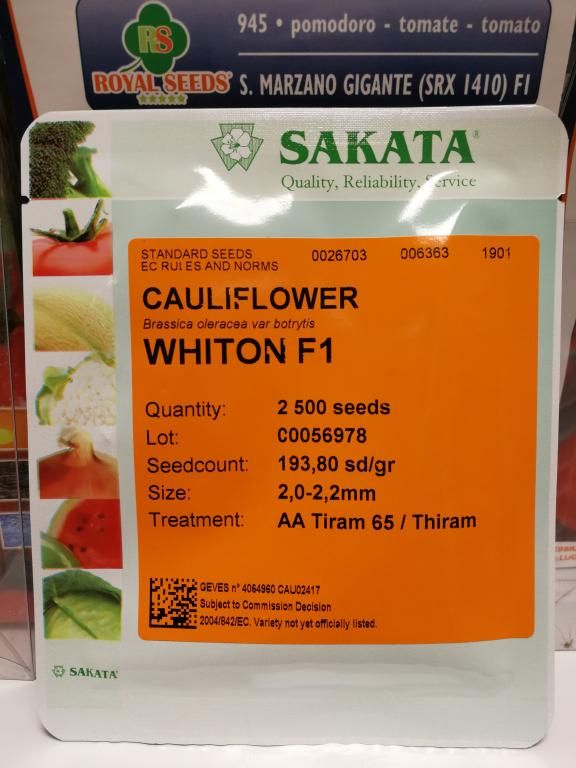 945 • pomodoro - tomate - tomato
RS
ROYAL SEEDS®
S. MARZANO GIGANTE (SRX 1410) F1
SAKATA®
Quality, Reliability, Service
STANDARD SEEDS 0026703 006363 1901
EC RULES AND NORMS
CAULIFLOWER
Brassica oleracea var botrytis
WHITON F1
Quantity: 2 500 seeds
Lot: C0056978
Seedcount: 193,80 sd/gr
Size: 2,0-2,2mm
Treatment: AA Tiram 65 / Thiram
GEVES n° 4064960 CAU02417
Subject to Commission Decision
2004/842/EC. Variety not yet officially listed.
SAKATA®